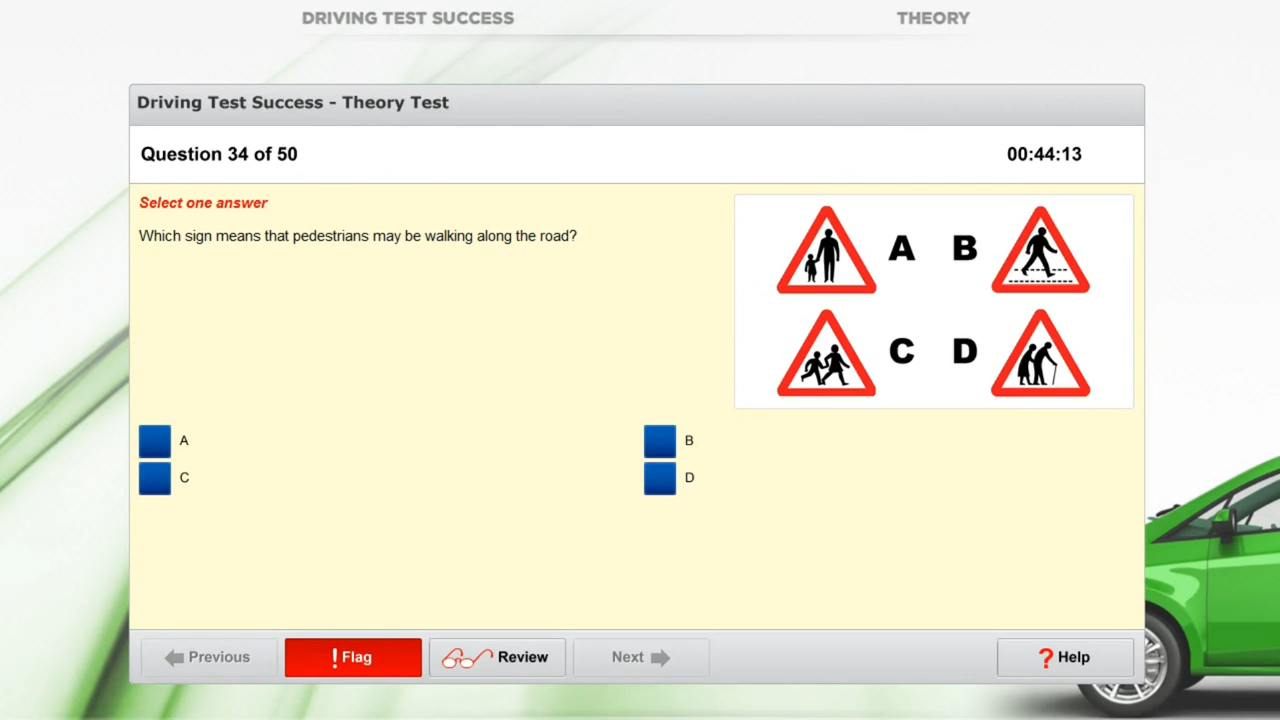 DRIVING TEST SUCCESS THEORY
Driving Test Success - Theory Test
Question 34 of 50 00:44:13
Select one answer
Which sign means that pedestrians may be walking along the road?
A B
C D
A B
C D
Previous ! Flag Review Next ? Help